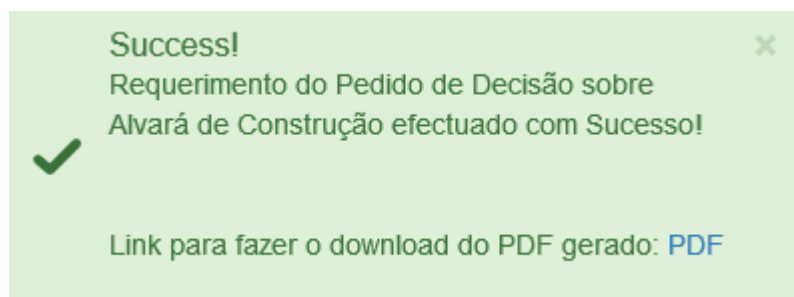 Success!
Requerimento do Pedido de Decisão sobre
Alvará de Construção efectuado com Sucesso!
Link para fazer o download do PDF gerado: PDF